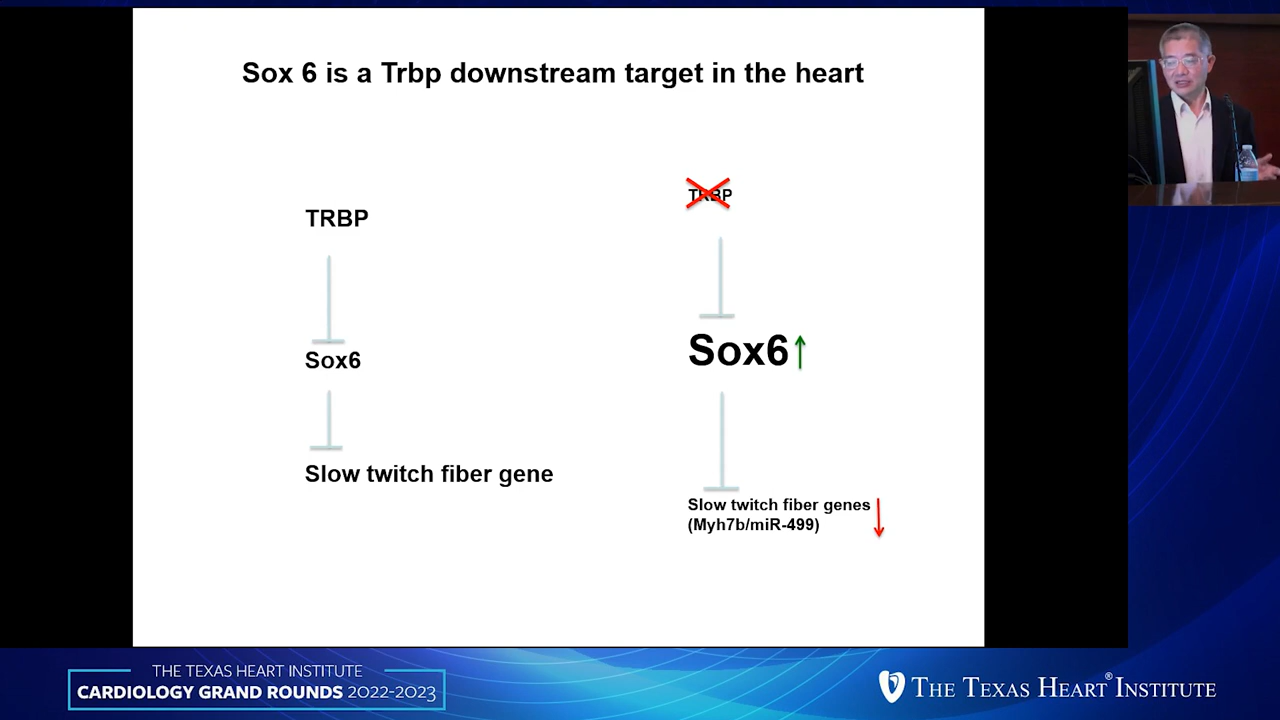 Sox 6 is a Trbp downstream target in the heart
TRBP
Sox6
Slow twitch fiber gene
TRBP
Sox6
Slow twitch fiber genes
(Myh7b/miR-499)
THE TEXAS HEART INSTITUTE
CARDIOLOGY GRAND ROUNDS 2022-2023
THE TEXAS HEART® INSTITUTE